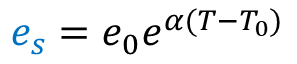 e_s = e_0 e^{α(T−T_0)}